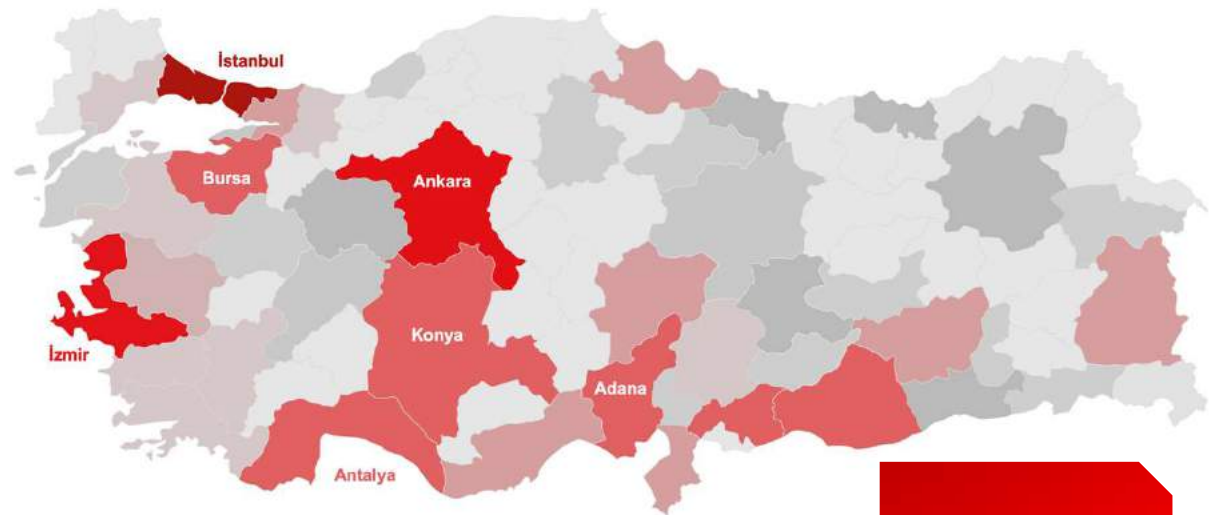 İstanbul
Bursa
Ankara
İzmir
Konya
Adana
Antalya